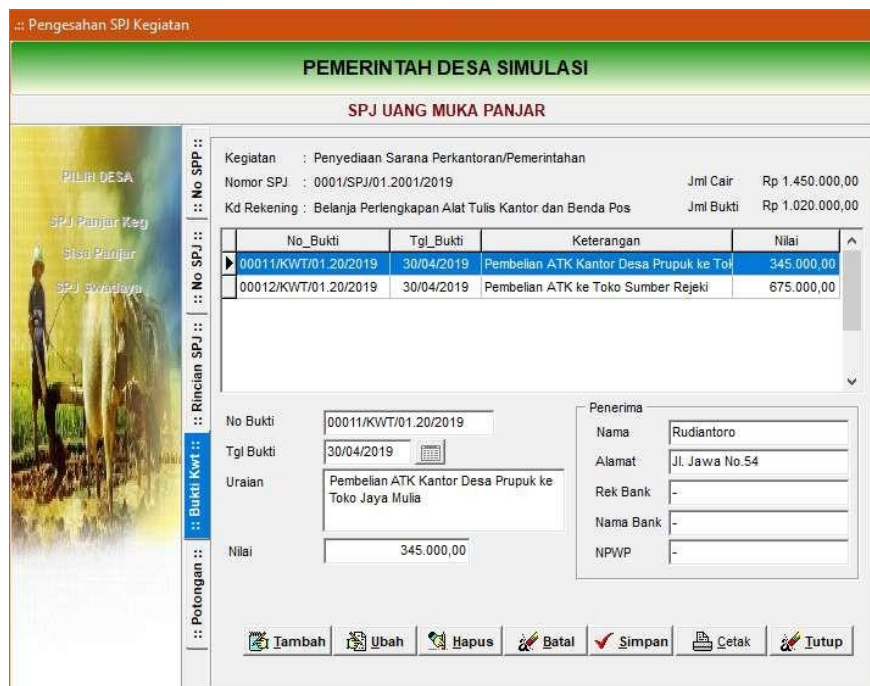 .:: Pengesahan SPJ Kegiatan
PEMERINTAH DESA SIMULASI
SPJ UANG MUKA PANJAR
PILIH DESA
SPJ Panjar Keg
Sisa Panjar
SPJ Swadaya
:: No SPP ::
:: No SPJ ::
:: Rincian SPJ ::
:: Bukti Kwt ::
:: Potongan ::
Kegiatan : Penyediaan Sarana Perkantoran/Pemerintahan
Nomor SPJ : 0001/SPJ/01.2001/2019 Jml Cair Rp 1.450.000,00
Kd Rekening : Belanja Perlengkapan Alat Tulis Kantor dan Benda Pos Jml Bukti Rp 1.020.000,00
No_Bukti Tgl_Bukti Keterangan Nilai
00011/KWT/01.20/2019 30/04/2019 Pembelian ATK Kantor Desa Prupuk ke Tok 345.000,00
00012/KWT/01.20/2019 30/04/2019 Pembelian ATK ke Toko Sumber Rejeki 675.000,00
No Bukti 00011/KWT/01.20/2019
Tgl Bukti 30/04/2019
Uraian Pembelian ATK Kantor Desa Prupuk ke
Toko Jaya Mulia
Nilai 345.000,00
Penerima
Nama Rudiantoro
Alamat Jl. Jawa No.54
Rek Bank -
Nama Bank -
NPWP -
Tambah Ubah Hapus Batal Simpan Cetak Tutup